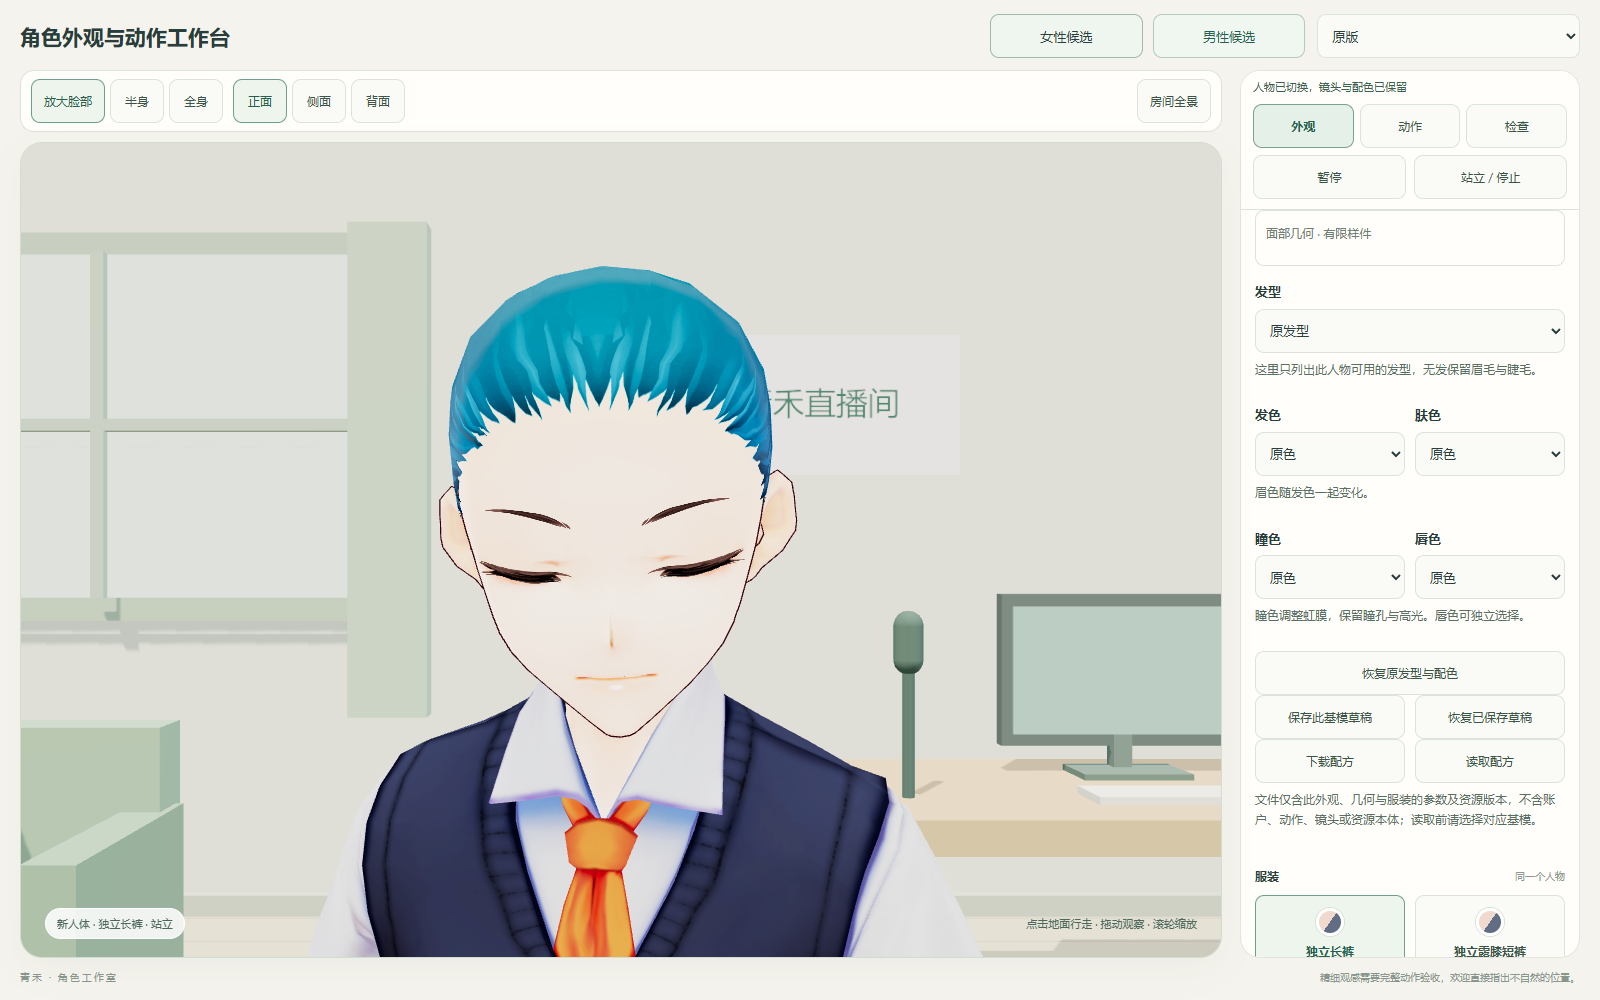 角色外观与动作工作台
女性候选
男性候选
原版
放大脸部
半身
全身
正面
侧面
背面
房间全景
人物已切换，镜头与配色已保留
外观
动作
检查
暂停
站立 / 停止
面部几何 · 有限样件
发型
原发型
这里只列出此人物可用的发型，无发保留眉毛与睫毛。
发色
肤色
原色
原色
眉色随发色一起变化。
瞳色
唇色
原色
原色
瞳色调整虹膜，保留瞳孔与高光。唇色可独立选择。
恢复原发型与配色
保存此基模草稿
恢复已保存草稿
下载配方
读取配方
文件仅含此外观、几何与服装的参数及资源版本，不含账
户、动作、镜头或资源本体；读取前请选择对应基模。
服装
同一个人物
独立长裤
独立露膝短裤
禾直播间
新人体 · 独立长裤 · 站立
点击地面行走 · 拖动观察 · 滚轮缩放
青禾 · 角色工作室
精细观感需要完整动作验收，欢迎直接指出不自然的位置。